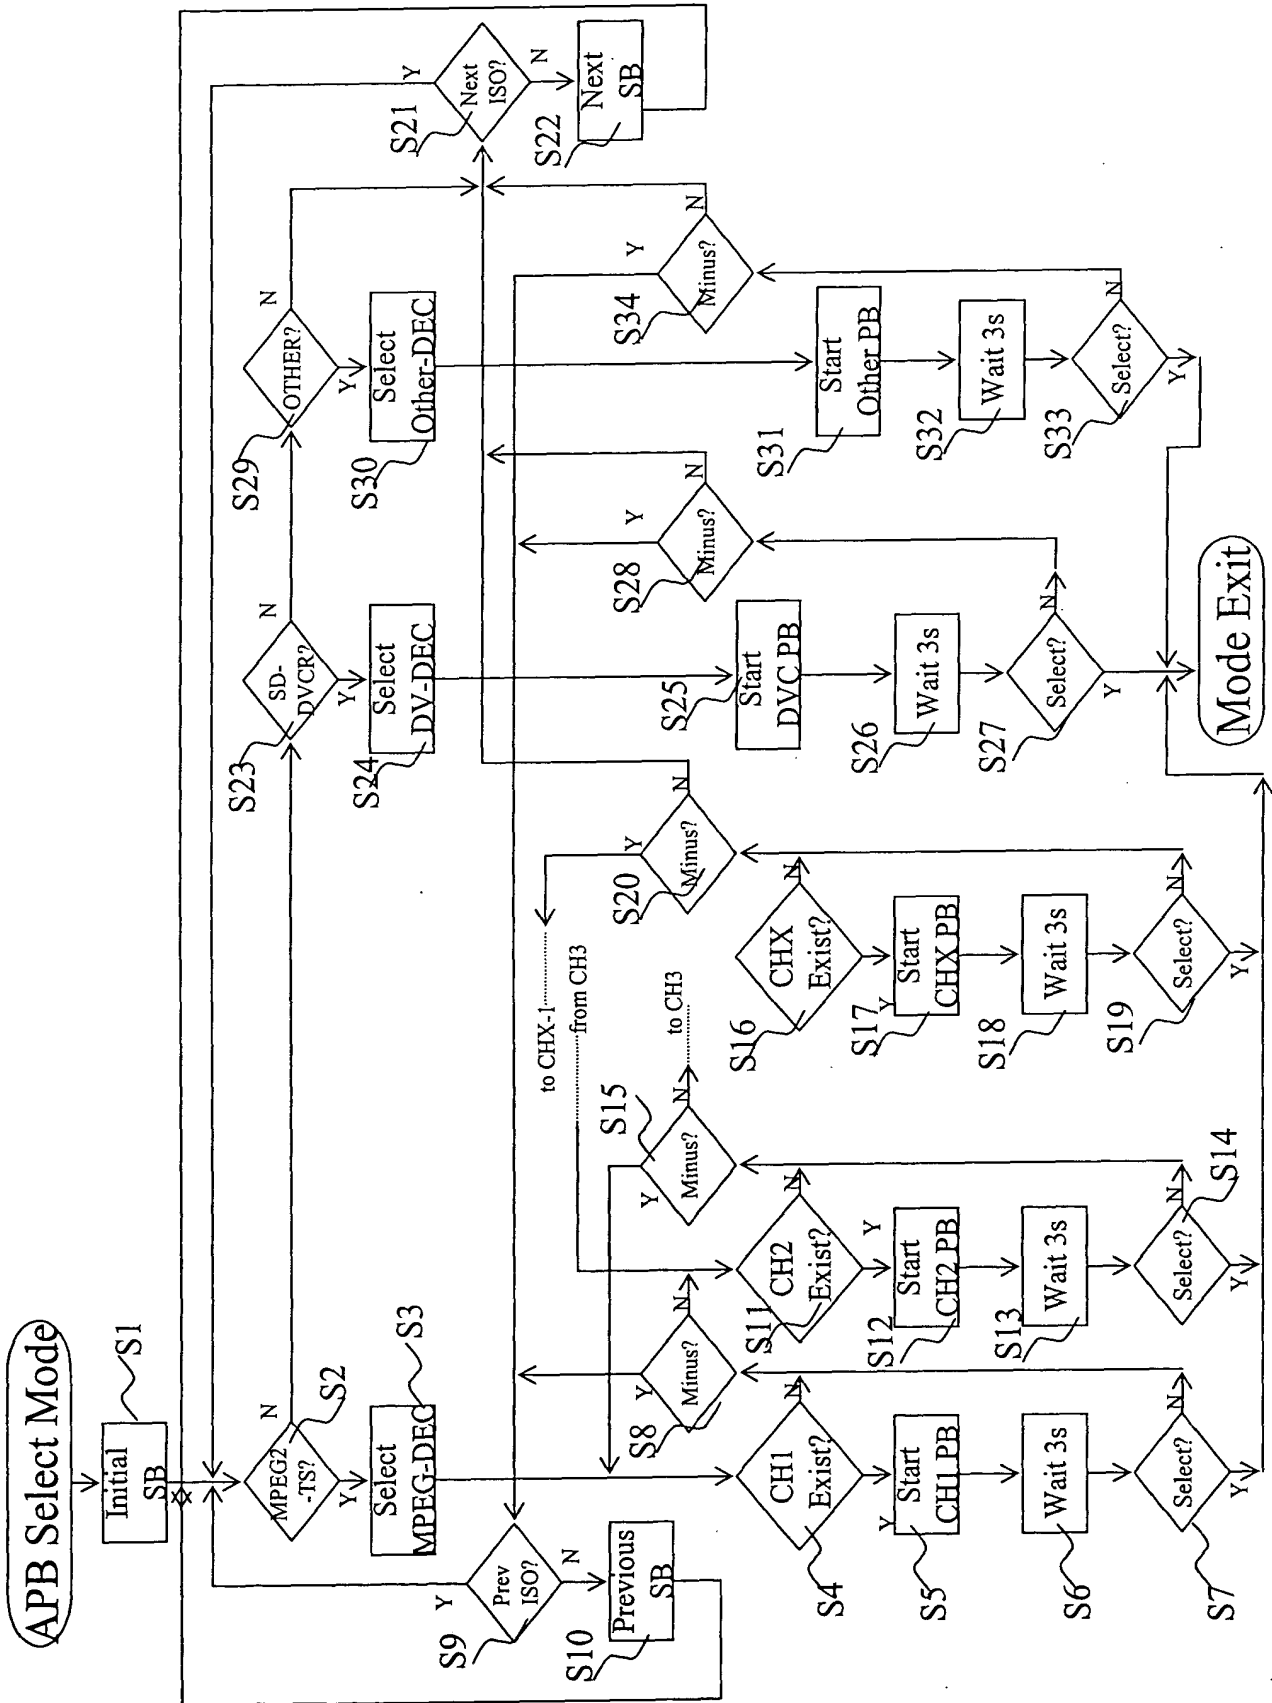 APB Select Mode
Initial
SB
S1
MPEG2
-TS?
S2
N
Y
Select
MPEG-DEC
S3
CH1
Exist?
S4
N
Y
Start
CH1 PB
S5
Wait 3s
S6
Select?
S7
N
Y
Minus?
S8
Y
N
Prev
ISO?
S9
Y
N
Previous
SB
S10
CH2
Exist?
S11
N
Y
Start
CH2 PB
S12
Wait 3s
S13
Select?
S14
N
Y
Minus?
S15
Y
N
to CH3
from CH3
to CHX-1
CHX
Exist?
S16
N
Y
Start
CHX PB
S17
Wait 3s
S18
Select?
S19
N
Y
Minus?
S20
Y
N
Next
ISO?
S21
Y
N
Next
SB
S22
SD-
DVCR?
S23
N
Y
Select
DV-DEC
S24
Start
DVC PB
S25
Wait 3s
S26
Select?
S27
N
Y
Minus?
S28
Y
N
OTHER?
S29
N
Y
Select
Other-DEC
S30
Start
Other PB
S31
Wait 3s
S32
Select?
S33
N
Y
Minus?
S34
Y
N
Mode Exit